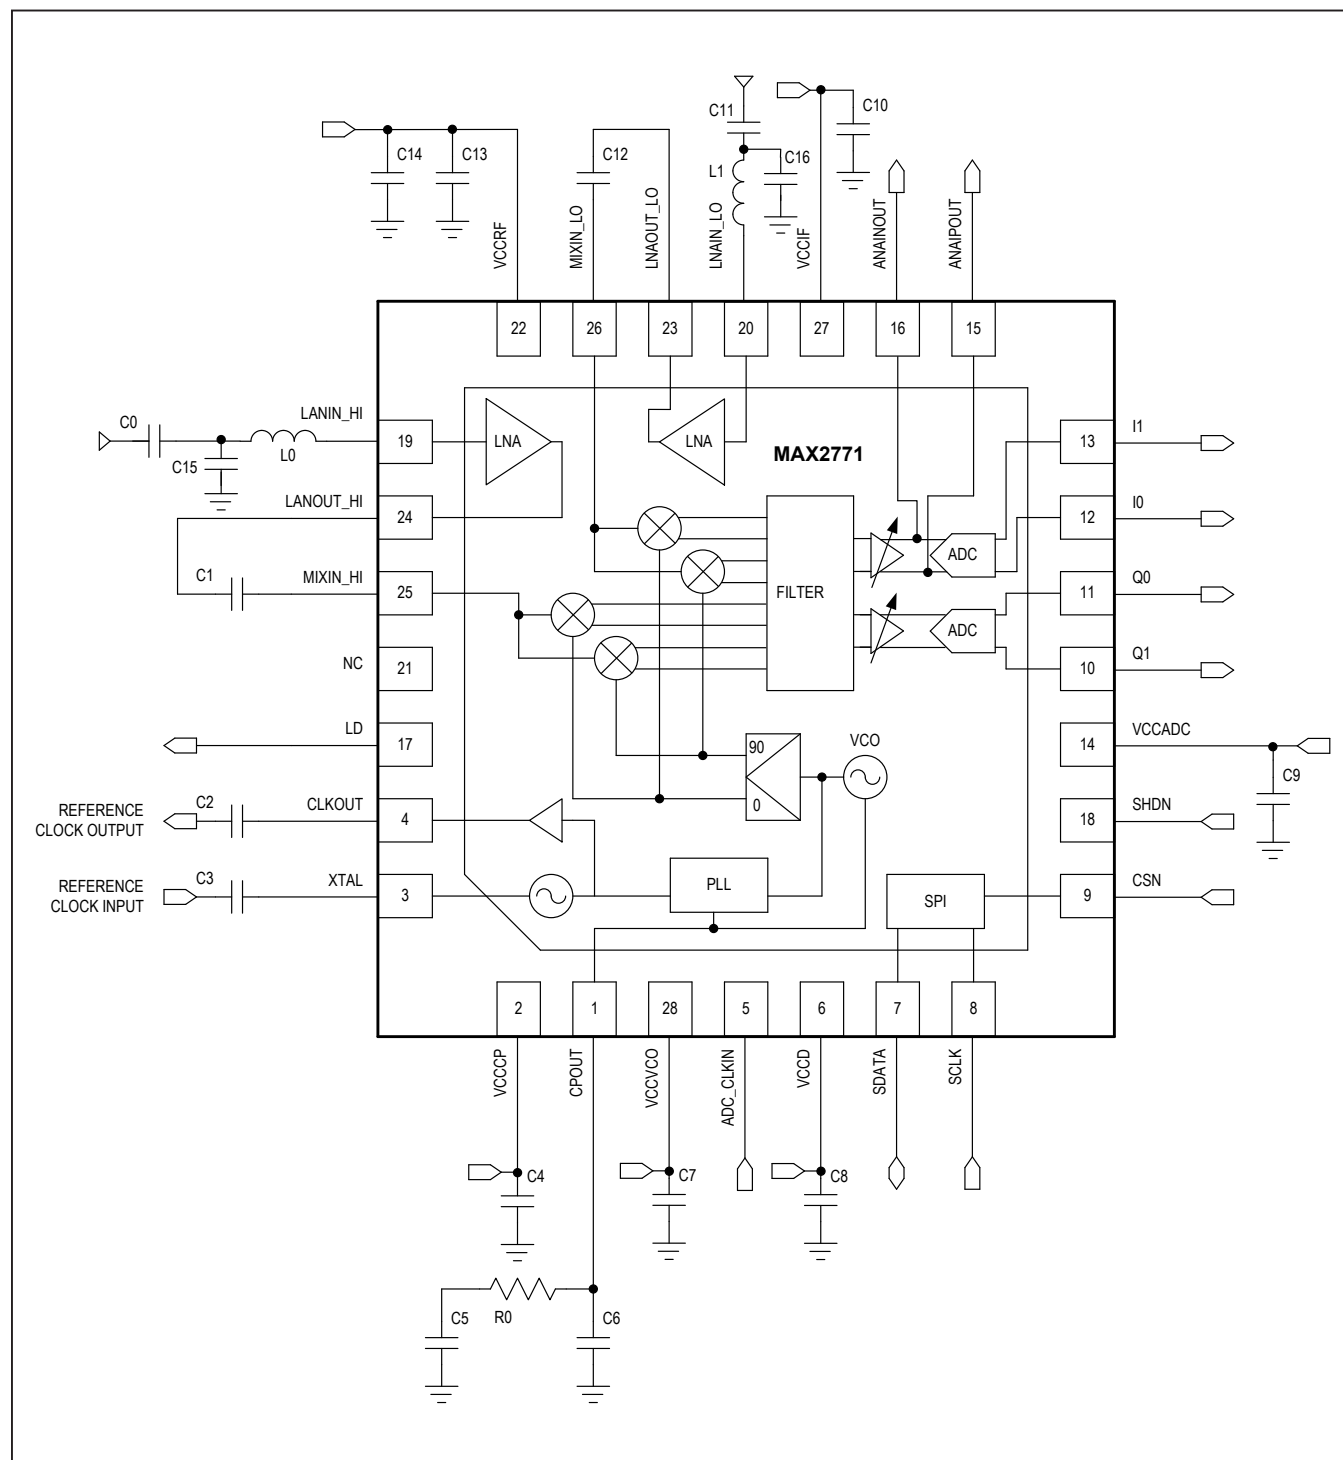 C11
C10
C14
C13
C12
L1
C16
VCCRF
MIXIN_LO
LNAOUT_LO
LNAIN_LO
VCCIF
ANAINOUT
ANAIPOUT
22
26
23
20
27
16
15
C0
LANIN_HI
19
LNA
LNA
MAX2771
13
I1
C15
L0
LANOUT_HI
24
12
I0
ADC
C1
MIXIN_HI
25
FILTER
11
Q0
ADC
NC
21
10
Q1
LD
17
90
0
VCO
14
VCCADC
C9
REFERENCE
CLOCK OUTPUT
C2
CLKOUT
4
18
SHDN
REFERENCE
CLOCK INPUT
C3
XTAL
3
PLL
SPI
9
CSN
2
1
28
5
6
7
8
VCCCP
CPOUT
VCCVCO
ADC_CLKIN
VCCD
SDATA
SCLK
C4
C7
C8
C5
R0
C6